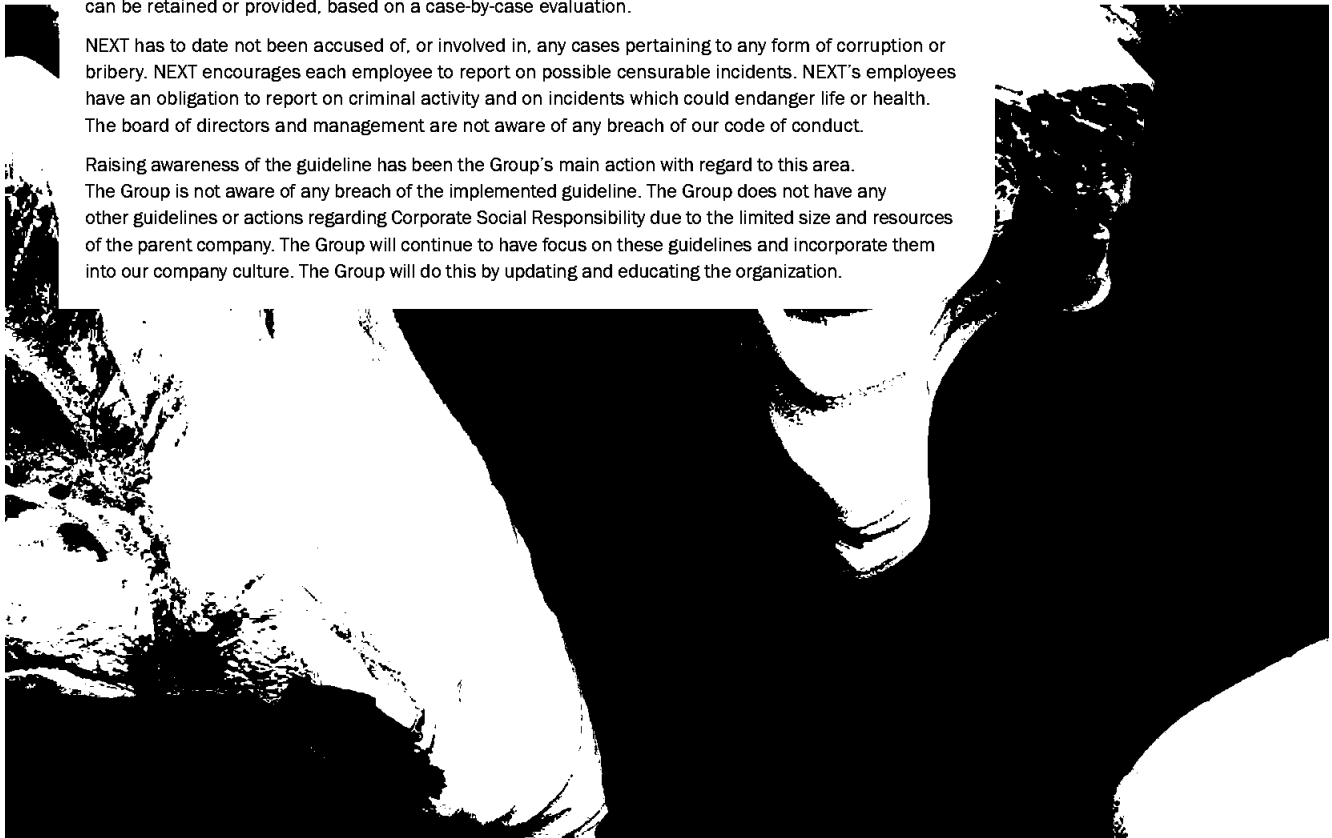 can be retained or provided, based on a case-by-case evaluation.
NEXT has to date not been accused of, or involved in, any cases pertaining to any form of corruption or
bribery. NEXT encourages each employee to report on possible censurable incidents. NEXT's employees
have an obligation to report on criminal activity and on incidents which could endanger life or health.
The board of directors and management are not aware of any breach of our code of conduct.
Raising awareness of the guideline has been the Group's main action with regard to this area.
The Group is not aware of any breach of the implemented guideline. The Group does not have any
other guidelines or actions regarding Corporate Social Responsibility due to the limited size and resources
of the parent company. The Group will continue to have focus on these guidelines and incorporate them
into our company culture. The Group will do this by updating and educating the organization.